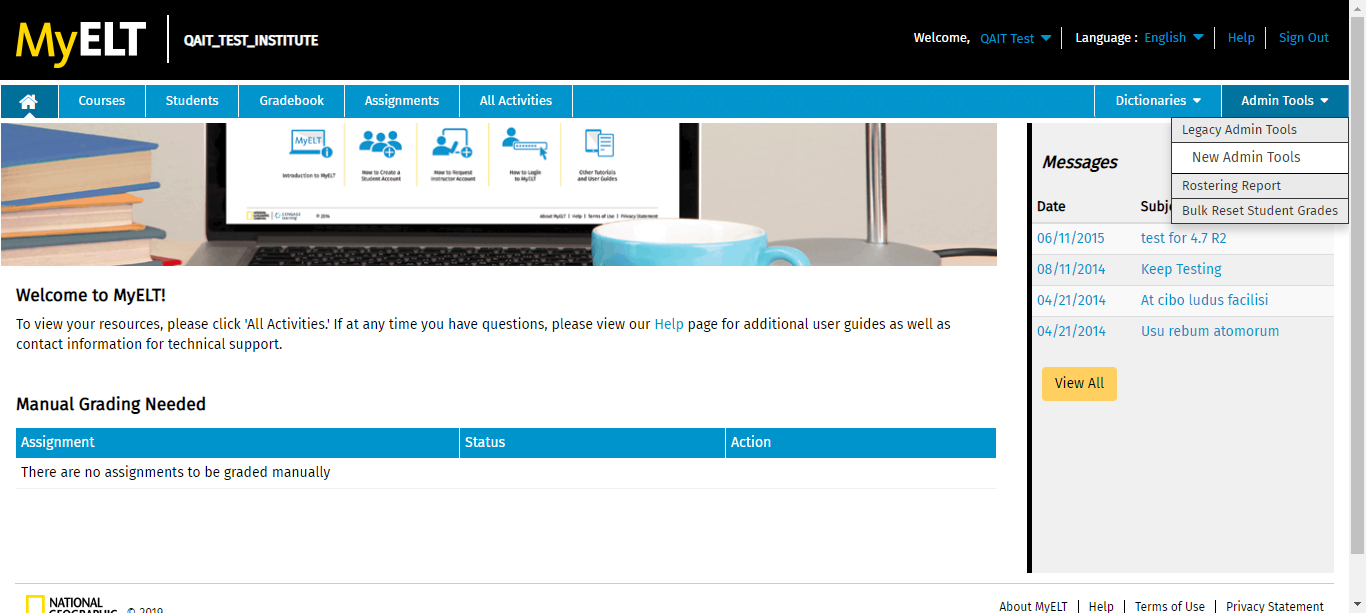 MyELT
QAIT_TEST_INSTITUTE
Welcome, QAIT Test
Language : English
Help
Sign Out
Courses
Students
Gradebook
Assignments
All Activities
Dictionaries
Admin Tools
Legacy Admin Tools
New Admin Tools
Rostering Report
Bulk Reset Student Grades
MyELT
Introduction to MyELT
How to Create a
Student Account
How to Request
Instructor Account
How to Login
to MyELT
Other Tutorials
and User Guides
© 2016
About MyELT | Help | Terms of Use | Privacy Statement
Messages
Date Subj
06/11/2015 test for 4.7 R2
08/11/2014 Keep Testing
04/21/2014 At cibo ludus facilisi
04/21/2014 Usu rebum atomorum
View All
Welcome to MyELT!
To view your resources, please click 'All Activities.' If at any time you have questions, please view our Help page for additional user guides as well as
contact information for technical support.
Manual Grading Needed
Assignment Status Action
There are no assignments to be graded manually
NATIONAL
GEOGRAPHIC © 2019
About MyELT | Help | Terms of Use | Privacy Statement